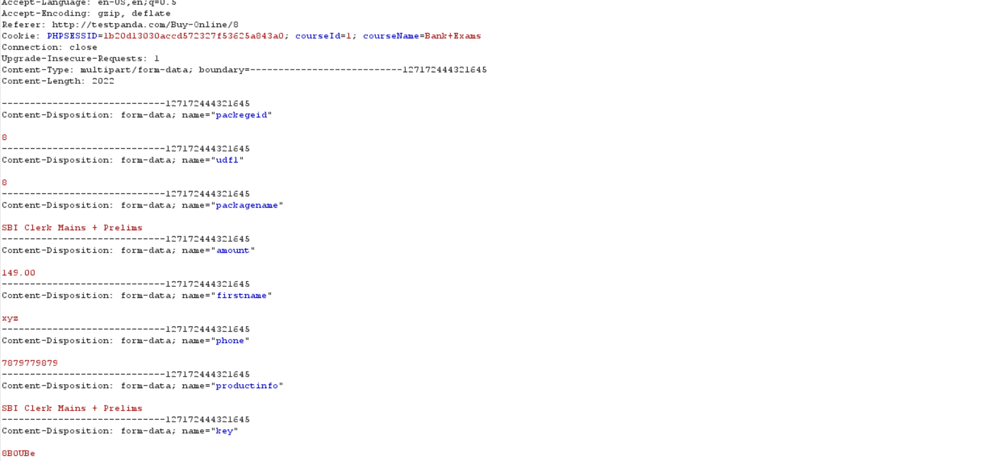 Accept-Language: en-US,en;q=0.5
Accept-Encoding: gzip, deflate
Referer: http://testpanda.com/Buy-Online/8
Cookie: PHPSESSID=1b20d13030accd572327f53625a843a0; courseId=1; courseName=Bank+Exams
Connection: close
Upgrade-Insecure-Requests: 1
Content-Type: multipart/form-data; boundary=---------------------------127172444321645
Content-Length: 2022
-----------------------------127172444321645
Content-Disposition: form-data; name="packegeid"
8
-----------------------------127172444321645
Content-Disposition: form-data; name="udf1"
8
-----------------------------127172444321645
Content-Disposition: form-data; name="packagename"
SBI Clerk Mains + Prelims
-----------------------------127172444321645
Content-Disposition: form-data; name="amount"
149.00
-----------------------------127172444321645
Content-Disposition: form-data; name="firstname"
xyz
-----------------------------127172444321645
Content-Disposition: form-data; name="phone"
7879779879
-----------------------------127172444321645
Content-Disposition: form-data; name="productinfo"
SBI Clerk Mains + Prelims
-----------------------------127172444321645
Content-Disposition: form-data; name="key"
8BOUBe